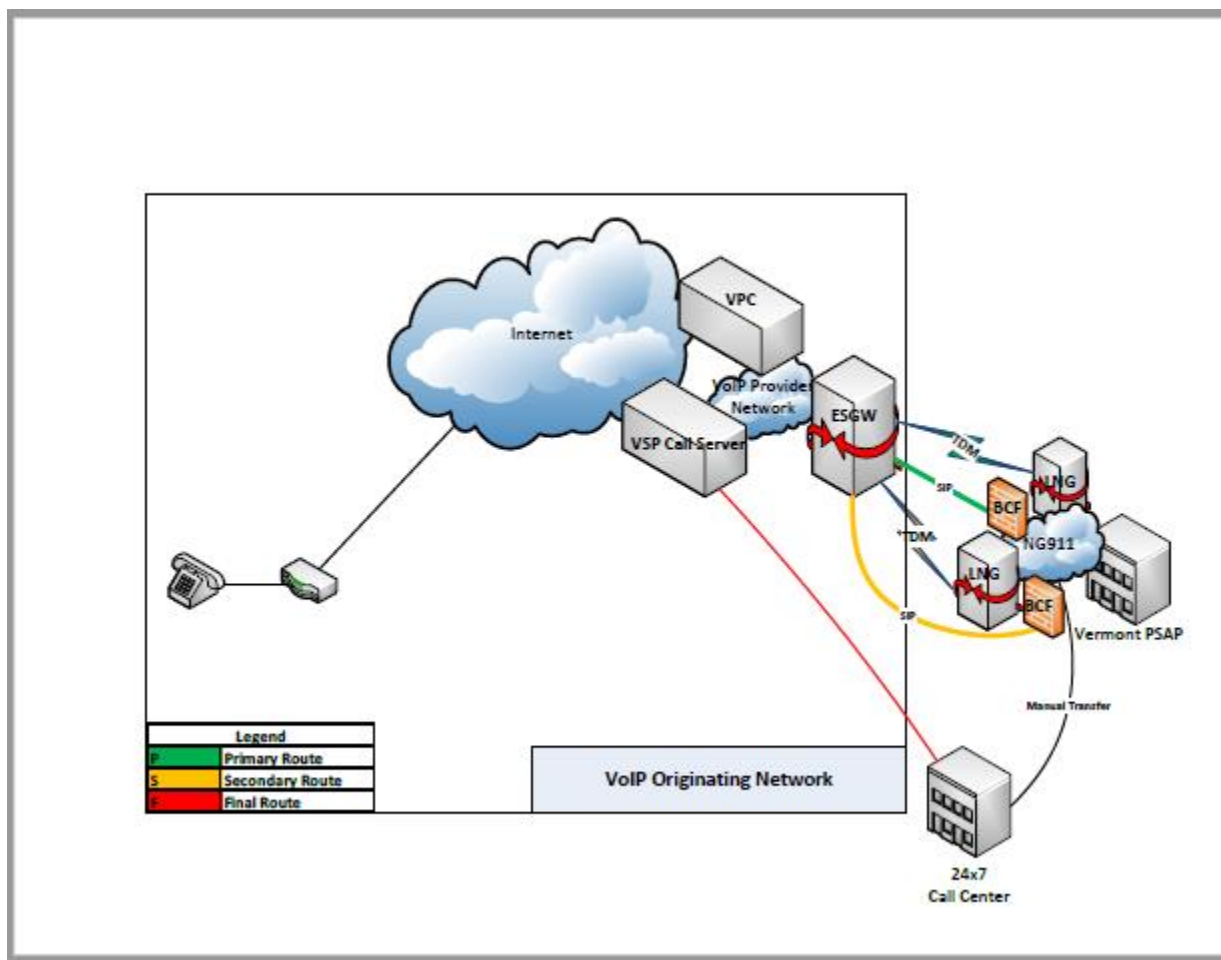 VPC
Internet
VoIP Provider
Network
ESGW
VSP Call Server
TDM
LNG
SIP
BCF
NG911
TDM
LNG
BCF
SIP
Vermont PSAP
Manual Transfer
Legend
P Primary Route
S Secondary Route
F Final Route
VoIP Originating Network
24x7
Call Center